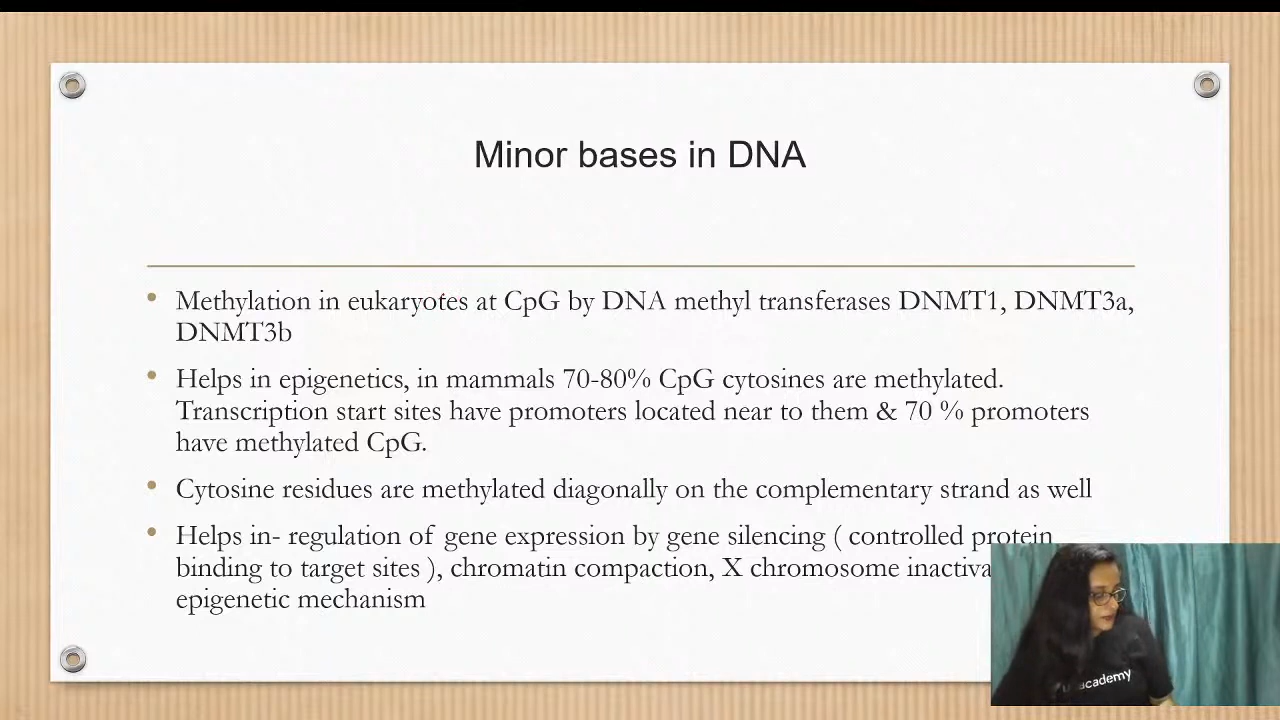 Minor bases in DNA
• Methylation in eukaryotes at CpG by DNA methyl transferases DNMT1, DNMT3a,
DNMT3b
• Helps in epigenetics, in mammals 70-80% CpG cytosines are methylated.
Transcription start sites have promoters located near to them & 70 % promoters
have methylated CpG.
• Cytosine residues are methylated diagonally on the complementary strand as well
• Helps in- regulation of gene expression by gene silencing ( controlled protein
binding to target sites ), chromatin compaction, X chromosome
epigenetic mechanism
academy